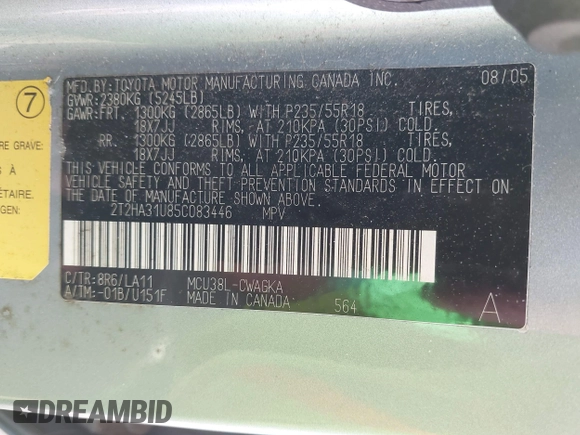 MFD.BY:TOYOTA MOTOR MANUFACTURING CANADA INC. 08/05
GVWR:2380KG (5245LB)
GAWR:FRT. 1300KG (2865LB) WITH P235/55R18 TIRES,
18X7JJ RIMS, AT 210KPA (30PSI) COLD.
RR. 1300KG (2865LB) WITH P235/55R18 TIRES,
18X7JJ RIMS, AT 210KPA (30PSI) COLD.
THIS VEHICLE CONFORMS TO ALL APPLICABLE FEDERAL MOTOR
VEHICLE SAFETY AND THEFT PREVENTION STANDARDS IN EFFECT ON
THE DATE OF MANUFACTURE SHOWN ABOVE.
2T2HA31U85C083446 MPV
C/TR:8R6/LA11 MCU38L-CWAGKA
A/TM:-01B/U151F MADE IN CANADA 564 A
7
RE GRAVE:
ÉTAIRE.
GEN:
DREAMBID